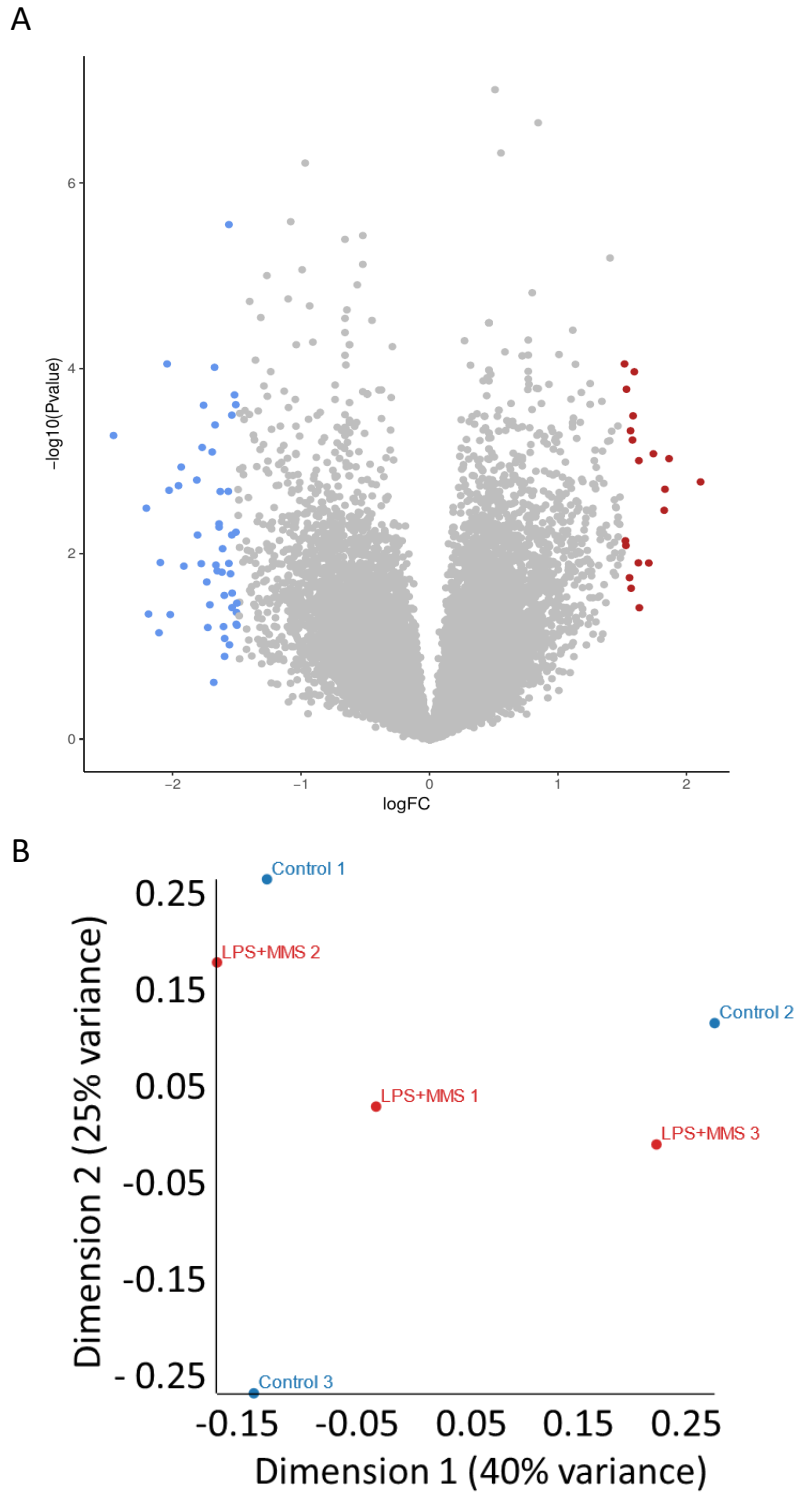 A
6
4
2
0
−log10(Pvalue)
−2 −1 0 1 2
logFC
B
Control 1
0.25
LPS+MMS 2
0.15
Control 2
0.05
LPS+MMS 1
LPS+MMS 3
-0.05
-0.15
- 0.25
Control 3
Dimension 2 (25% variance)
-0.15 -0.05 0.05 0.15 0.25
Dimension 1 (40% variance)